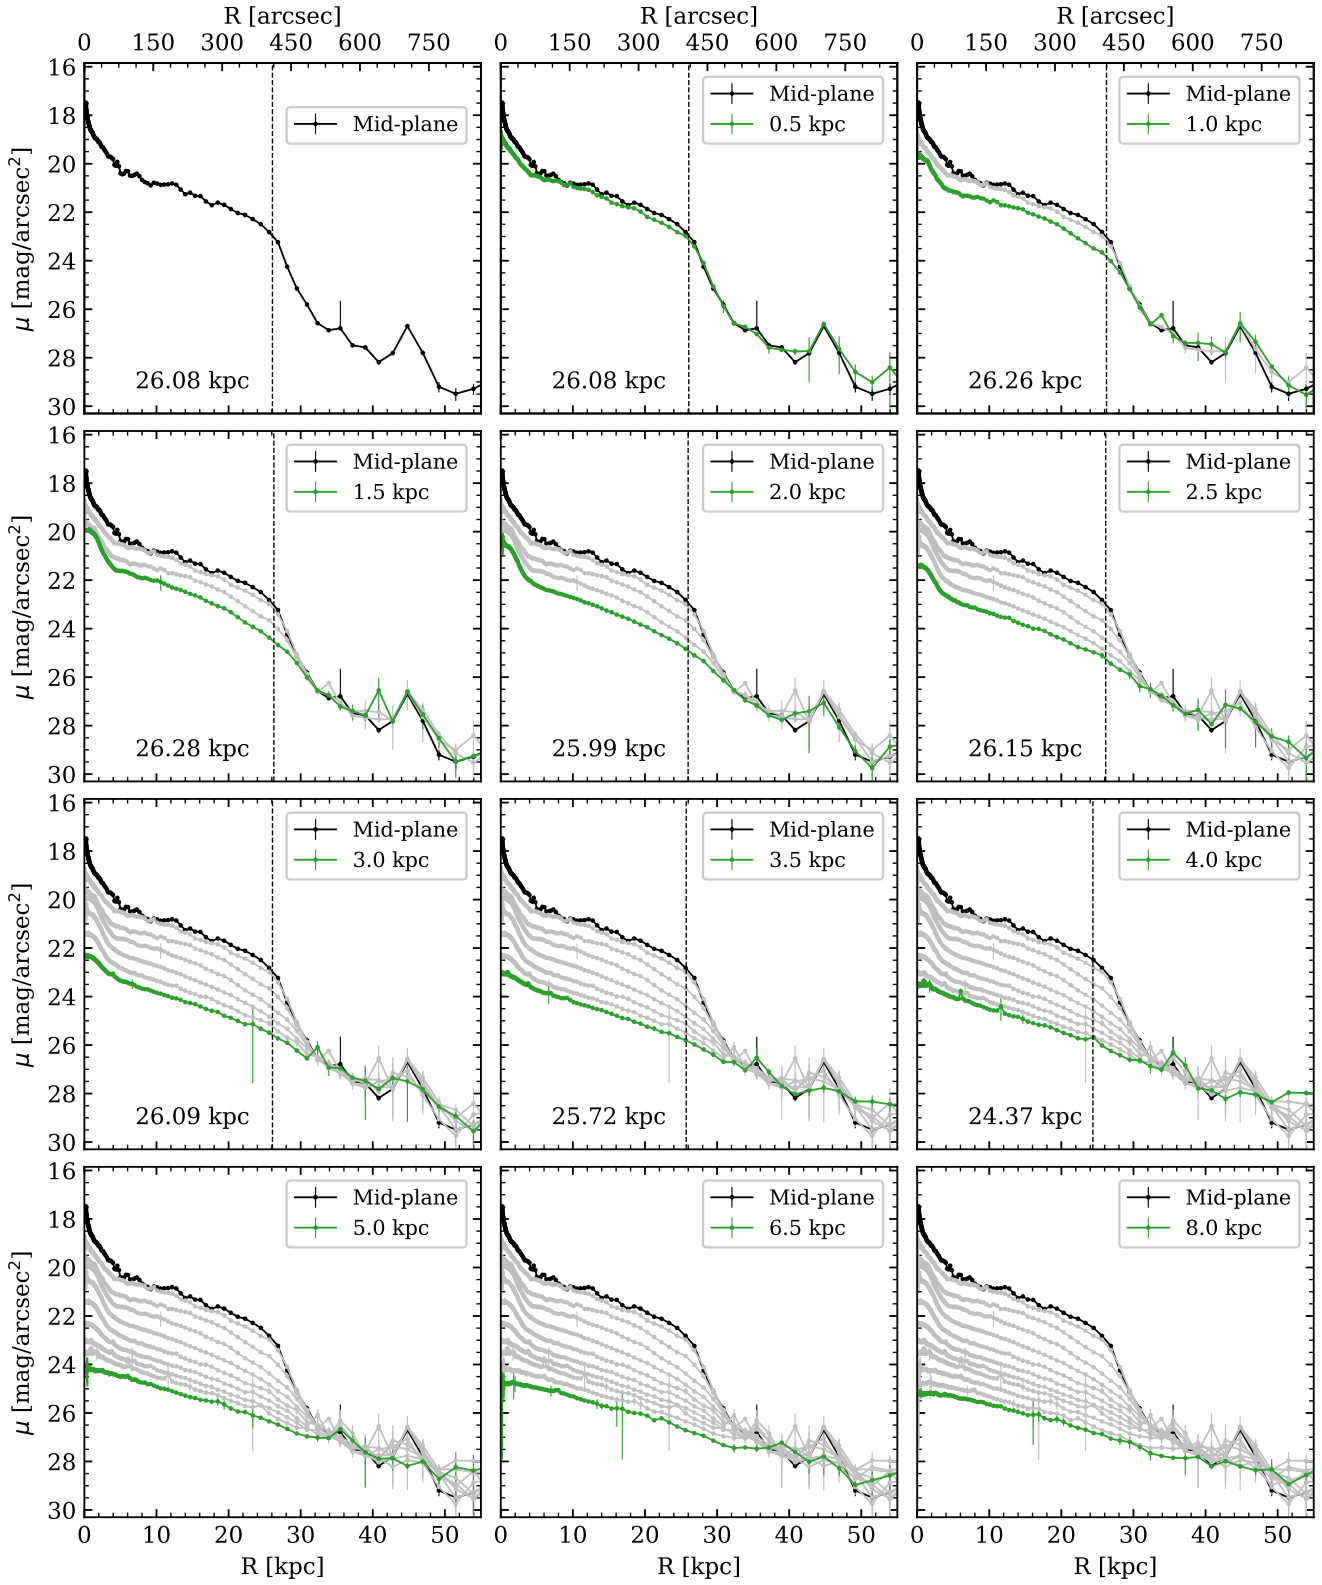 R [arcsec] R [arcsec] R [arcsec]
0 150 300 450 600 750 0 150 300 450 600 750 0 150 300 450 600 750
μ [mag/arcsec²]
16
18
20
22
24
26
28
30
Mid-plane
26.08 kpc
Mid-plane
0.5 kpc
26.08 kpc
Mid-plane
1.0 kpc
26.26 kpc
μ [mag/arcsec²]
16
18
20
22
24
26
28
30
Mid-plane
1.5 kpc
26.28 kpc
Mid-plane
2.0 kpc
25.99 kpc
Mid-plane
2.5 kpc
26.15 kpc
μ [mag/arcsec²]
16
18
20
22
24
26
28
30
Mid-plane
3.0 kpc
26.09 kpc
Mid-plane
3.5 kpc
25.72 kpc
Mid-plane
4.0 kpc
24.37 kpc
μ [mag/arcsec²]
16
18
20
22
24
26
28
30
Mid-plane
5.0 kpc
Mid-plane
6.5 kpc
Mid-plane
8.0 kpc
0 10 20 30 40 50 0 10 20 30 40 50 0 10 20 30 40 50
R [kpc] R [kpc] R [kpc]